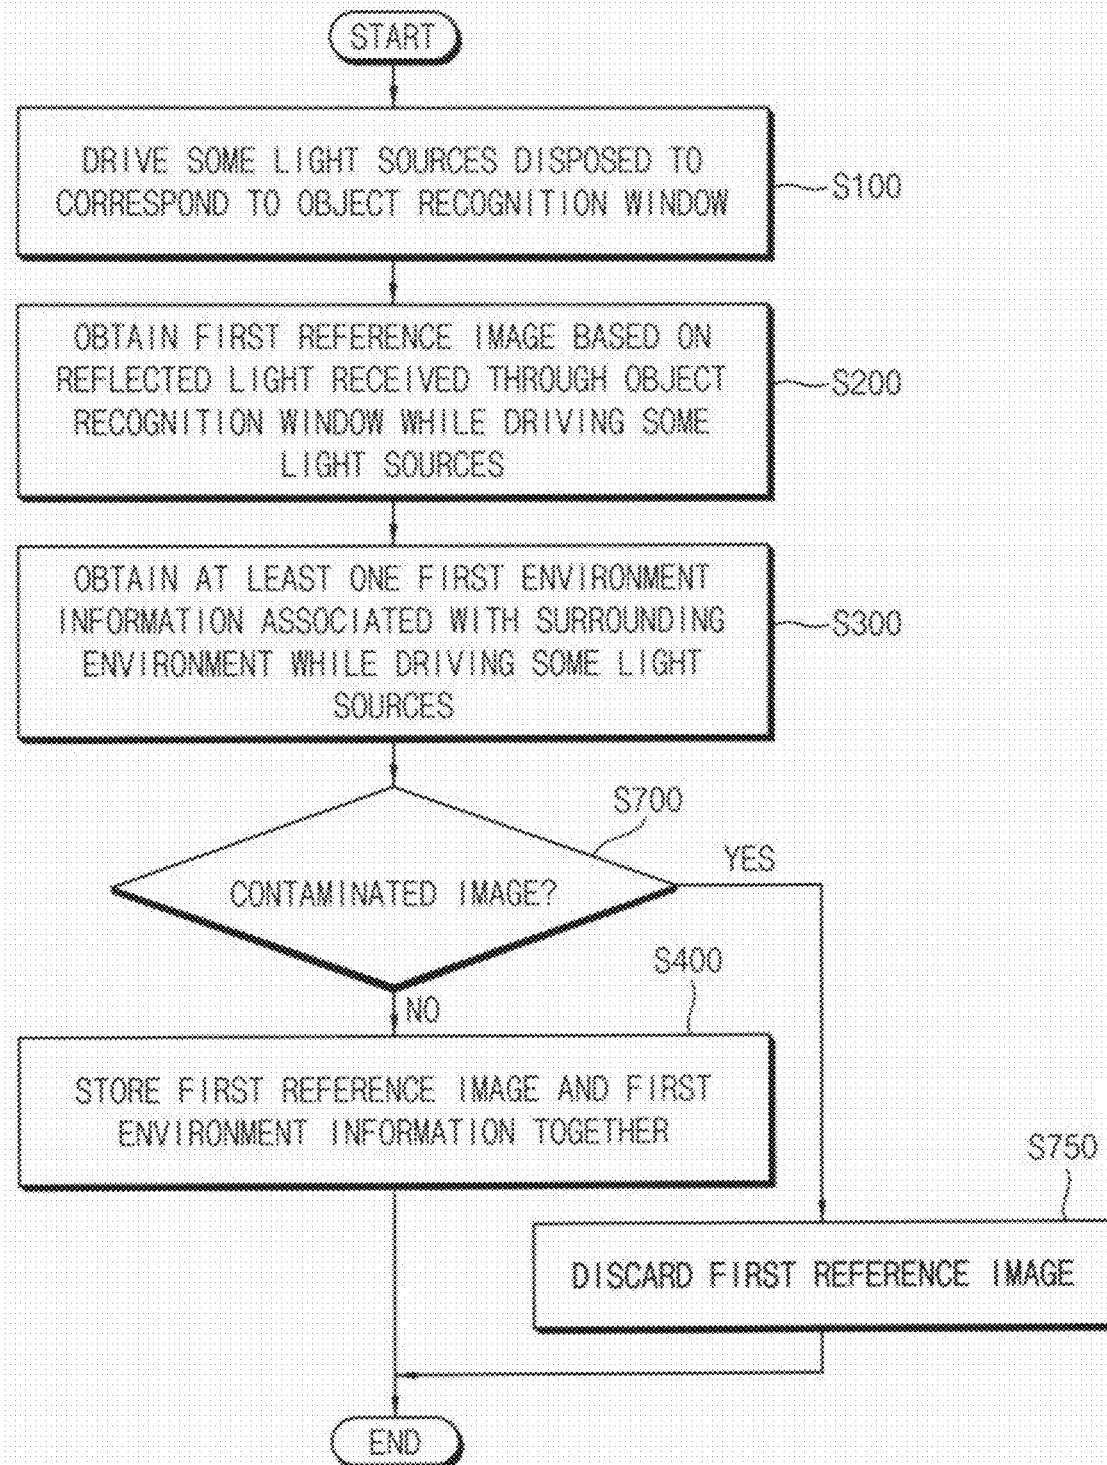 START
DRIVE SOME LIGHT SOURCES DISPOSED TO
CORRESPOND TO OBJECT RECOGNITION WINDOW
S100
OBTAIN FIRST REFERENCE IMAGE BASED ON
REFLECTED LIGHT RECEIVED THROUGH OBJECT
RECOGNITION WINDOW WHILE DRIVING SOME
LIGHT SOURCES
S200
OBTAIN AT LEAST ONE FIRST ENVIRONMENT
INFORMATION ASSOCIATED WITH SURROUNDING
ENVIRONMENT WHILE DRIVING SOME LIGHT
SOURCES
S300
S700
CONTAMINATED IMAGE?
YES
NO
S400
STORE FIRST REFERENCE IMAGE AND FIRST
ENVIRONMENT INFORMATION TOGETHER
S750
DISCARD FIRST REFERENCE IMAGE
END